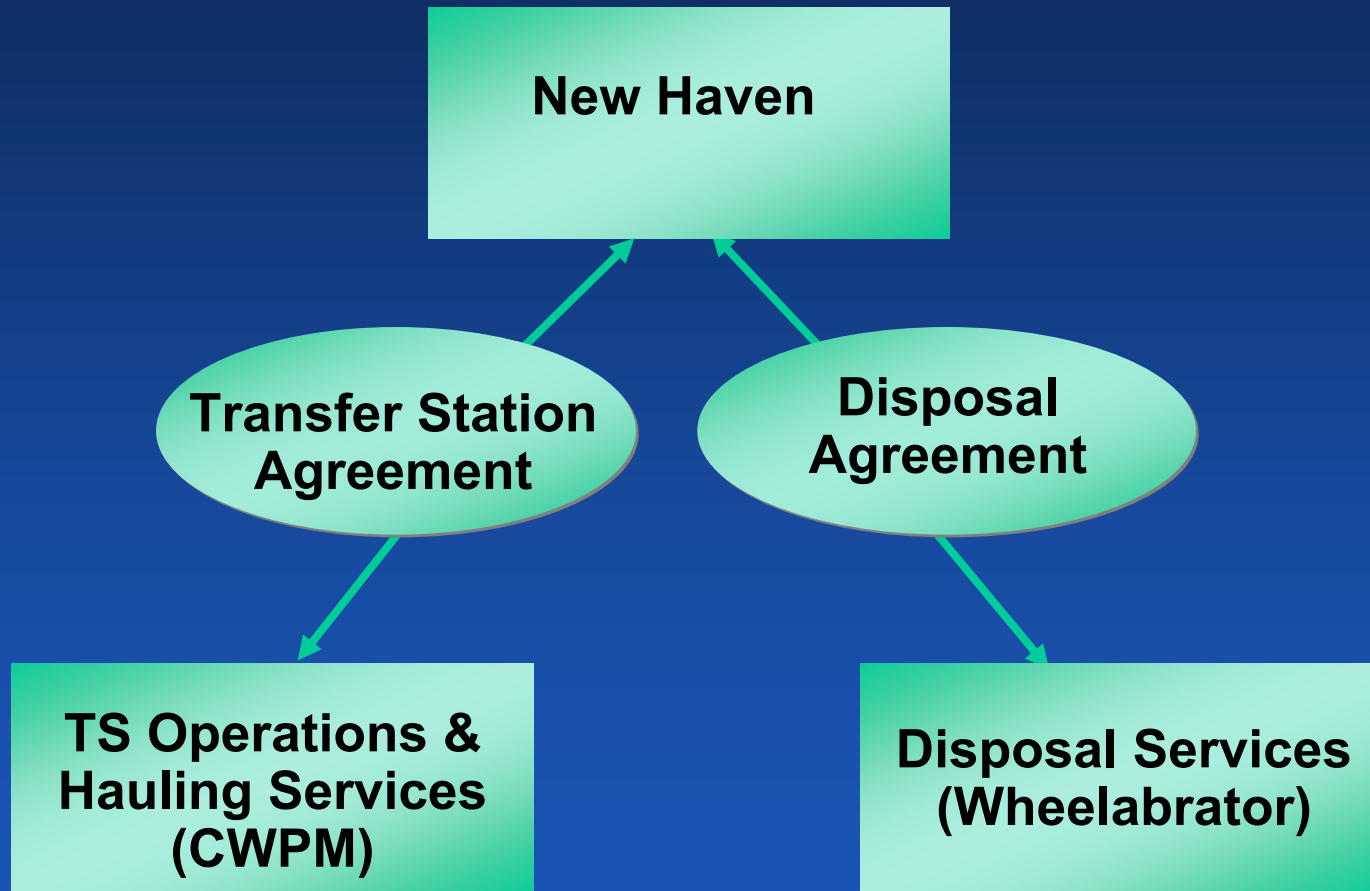 New Haven
Transfer Station
Agreement
Disposal
Agreement
TS Operations &
Hauling Services
(CWPM)
Disposal Services
(Wheelabrator)